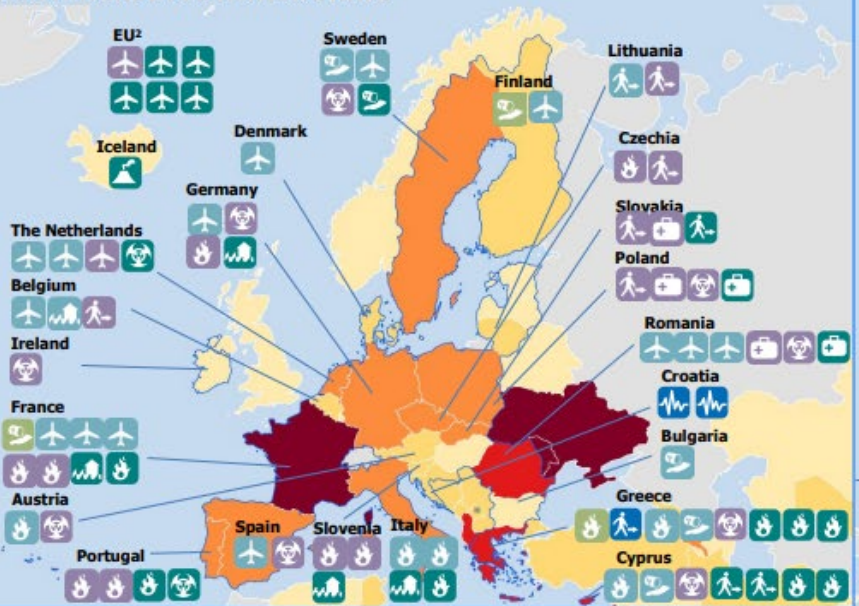 EU²
Sweden
Lithuania
Finland
Denmark
Iceland
Czechia
Germany
Slovakia
The Netherlands
Poland
Belgium
Romania
Ireland
Croatia
France
Bulgaria
Austria
Greece
Spain
Slovenia
Italy
Portugal
Cyprus